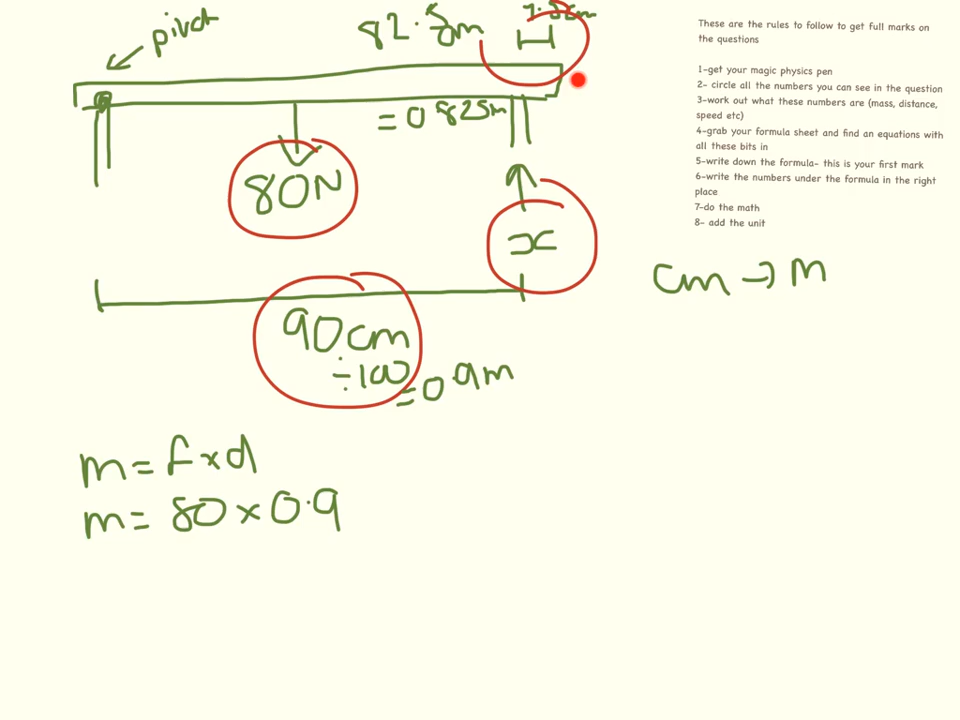 pivot
82.5cm
= 0.825m
80N
x
90cm
÷100
= 0.9m
m = f x d
m = 80 x 0.9
These are the rules to follow to get full marks on
the questions
1-get your magic physics pen
2- circle all the numbers you can see in the question
3-work out what these numbers are (mass, distance,
speed etc)
4-grab your formula sheet and find an equations with
all these bits in
5-write down the formula- this is your first mark
6-write the numbers under the formula in the right
place
7-do the math
8- add the unit
cm → m